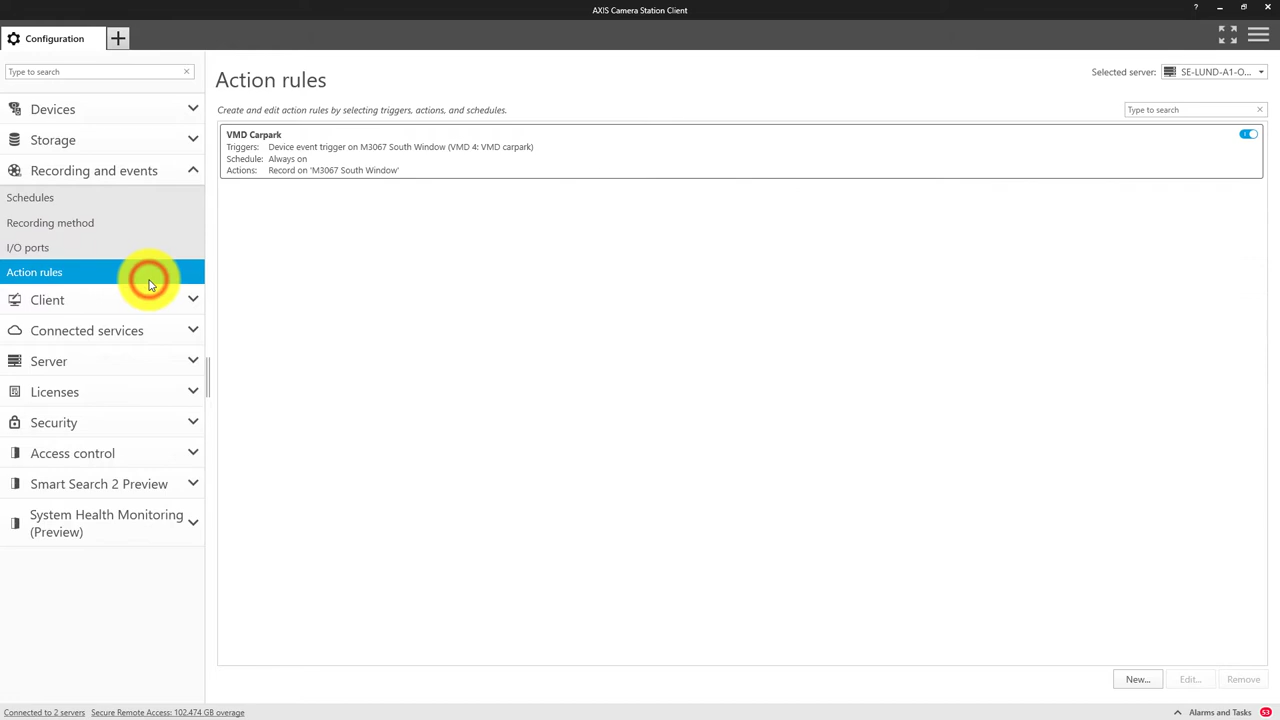 AXIS Camera Station Client
?
Configuration
Type to search
Devices
Storage
Recording and events
Schedules
Recording method
I/O ports
Action rules
Client
Connected services
Server
Licenses
Security
Access control
Smart Search 2 Preview
System Health Monitoring
(Preview)
Action rules
Selected server: SE-LUND-A1-O...
Create and edit action rules by selecting triggers, actions, and schedules.
Type to search
VMD Carpark
Triggers: Device event trigger on M3067 South Window (VMD 4: VMD carpark)
Schedule: Always on
Actions: Record on 'M3067 South Window'
New... Edit... Remove
Connected to 2 servers Secure Remote Access: 102.474 GB overage
Alarms and Tasks 53